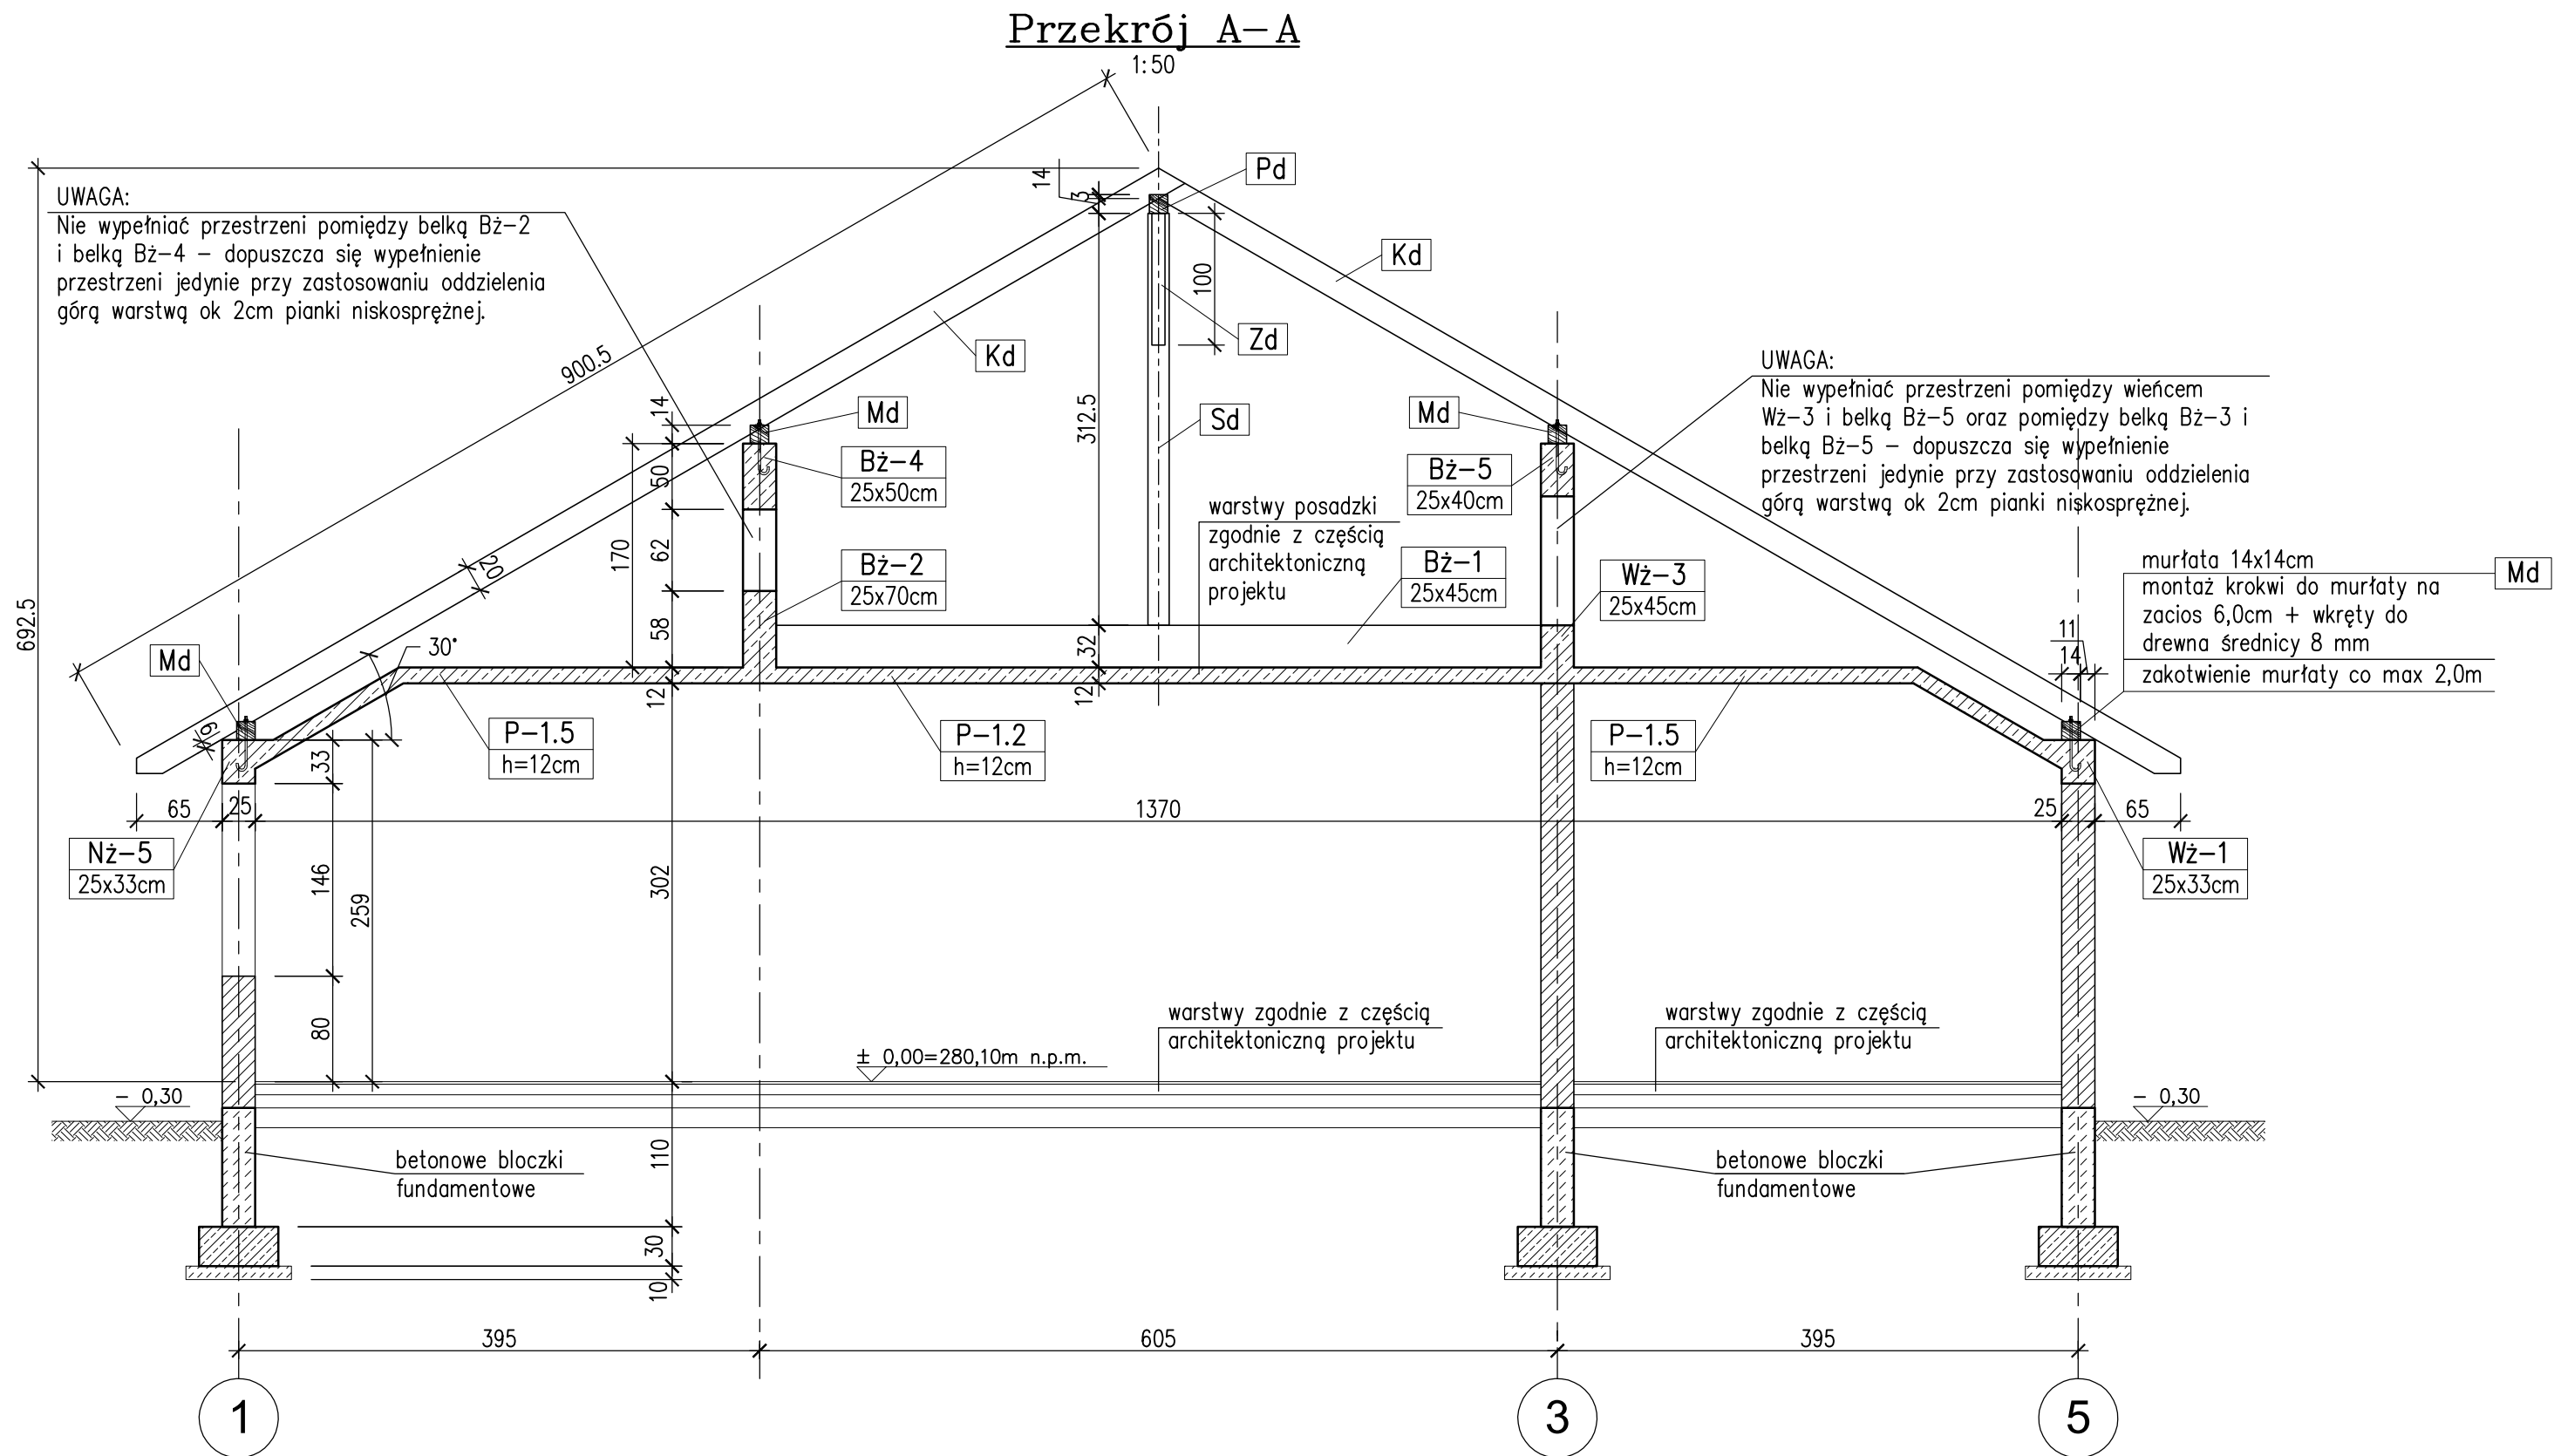 Przekrój A-A
1:50
UWAGA:
Nie wypełniać przestrzeni pomiędzy belką Bż-2
i belką Bż-4 - dopuszcza się wypełnienie
przestrzeni jedynie przy zastosowaniu oddzielenia
górą warstwą ok 2cm pianki niskosprężnej.
900.5
692.5
14
3
Pd
100
Kd
Zd
Kd
312.5
Sd
UWAGA:
Nie wypełniać przestrzeni pomiędzy wieńcem
Wż-3 i belką Bż-5 oraz pomiędzy belką Bż-3 i
belką Bż-5 - dopuszcza się wypełnienie
przestrzeni jedynie przy zastosowaniu oddzielenia
górą warstwą ok 2cm pianki niskosprężnej.
14
50
62
58
170
12
Md
Bż-4
25x50cm
Bż-2
25x70cm
Md
Bż-5
25x40cm
warstwy posadzki
zgodnie z częścią
architektoniczną
projektu
Bż-1
25x45cm
Wż-3
25x45cm
32
12
murłata 14x14cm
montaż krokwi do murłaty na
zacios 6,0cm + wkręty do
drewna średnicy 8 mm
zakotwienie murłaty co max 2,0m
Md
11
14
20
30°
Md
6
P-1.5
h=12cm
P-1.2
h=12cm
P-1.5
h=12cm
65
25
1370
25
65
Nż-5
25x33cm
Wż-1
25x33cm
33
146
80
259
302
warstwy zgodnie z częścią
architektoniczną projektu
warstwy zgodnie z częścią
architektoniczną projektu
± 0,00=280,10m n.p.m.
- 0,30
- 0,30
110
30
10
betonowe bloczki
fundamentowe
betonowe bloczki
fundamentowe
395
605
395
1
3
5